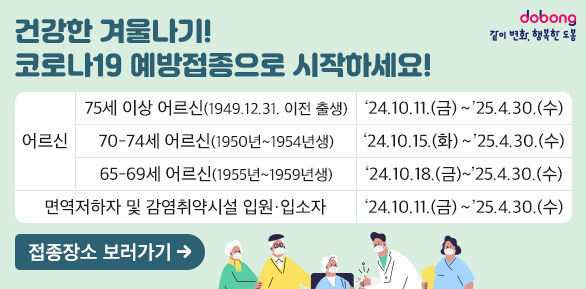 건강한 겨울나기!
코로나19 예방접종으로 시작하세요!
dobong
같이 변화, 행복한 도봉
어르신
75세 이상 어르신(1949.12.31. 이전 출생) ‘24.10.11.(금) ~’25.4.30.(수)
70-74세 어르신(1950년~1954년생) ‘24.10.15.(화) ~’25.4.30.(수)
65-69세 어르신(1955년~1959년생) ‘24.10.18.(금)~’25.4.30.(수)
면역저하자 및 감염취약시설 입원·입소자 ‘24.10.11.(금) ~’25.4.30.(수)
접종장소 보러가기 →